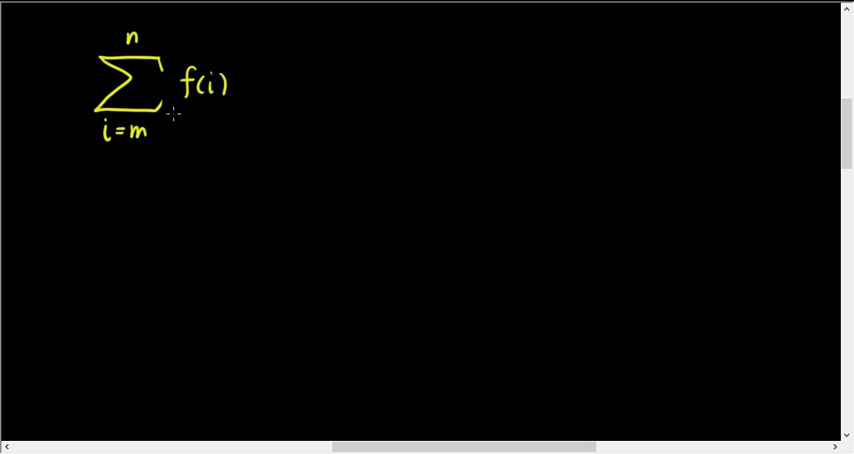 n
∑ f(i)
i=m